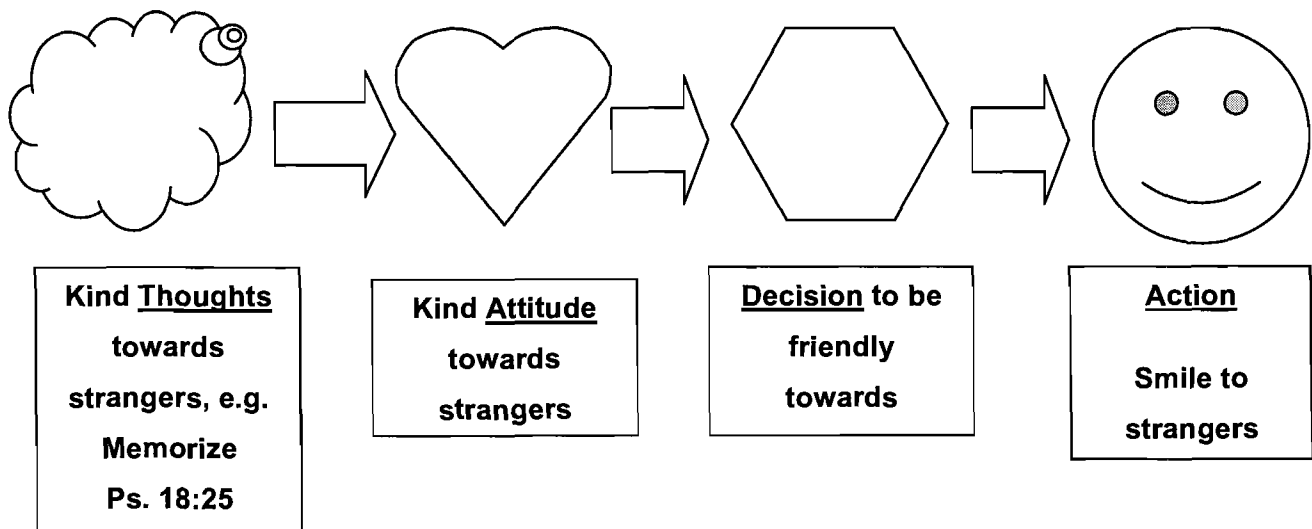 Kind Thoughts
towards
strangers, e.g.
Memorize
Ps. 18:25
Kind Attitude
towards
strangers
Decision to be
friendly
towards
Action
Smile to
strangers